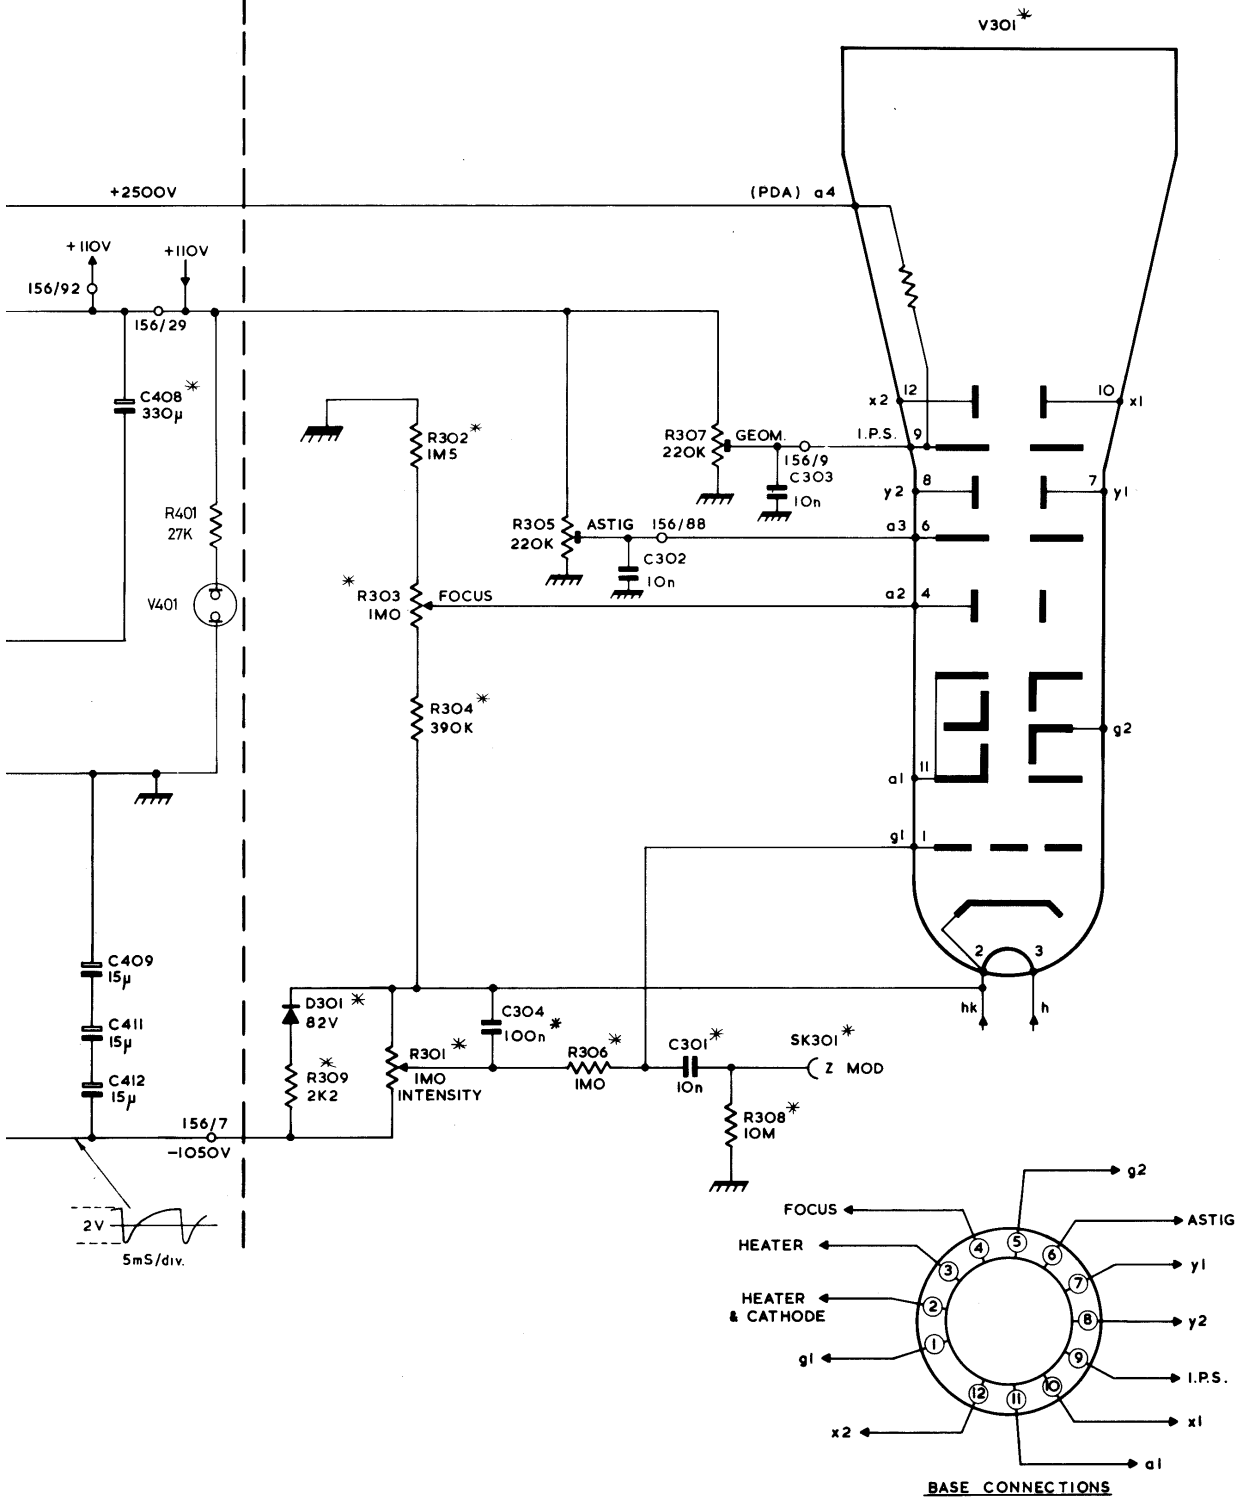 V301*
+2500V
(PDA) a4
+110V
+110V
156/92
156/29
C408*
330µ
x2
12
10
x1
R302*
1M5
R307
220K
GEOM.
156/9
I.P.S.
9
C303
10n
y2
8
7
y1
R401
27K
R305
220K
ASTIG
156/88
a3
6
C302
10n
V401
*
R303
1M0
FOCUS
a2
4
R304*
390K
g2
a1
11
g1
1
C409
15µ
2
3
D301*
82V
C304
100n*
hk
h
C411
15µ
R301*
1M0
INTENSITY
R306*
1M0
C301*
10n
SK301*
Z MOD
C412
15µ
R309*
2K2
R308*
10M
156/7
-1050V
2V
5mS/div.
g2
FOCUS
ASTIG
HEATER
y1
HEATER
& CATHODE
y2
g1
I.P.S.
x2
x1
a1
1
2
3
4
5
6
7
8
9
10
11
12
BASE CONNECTIONS